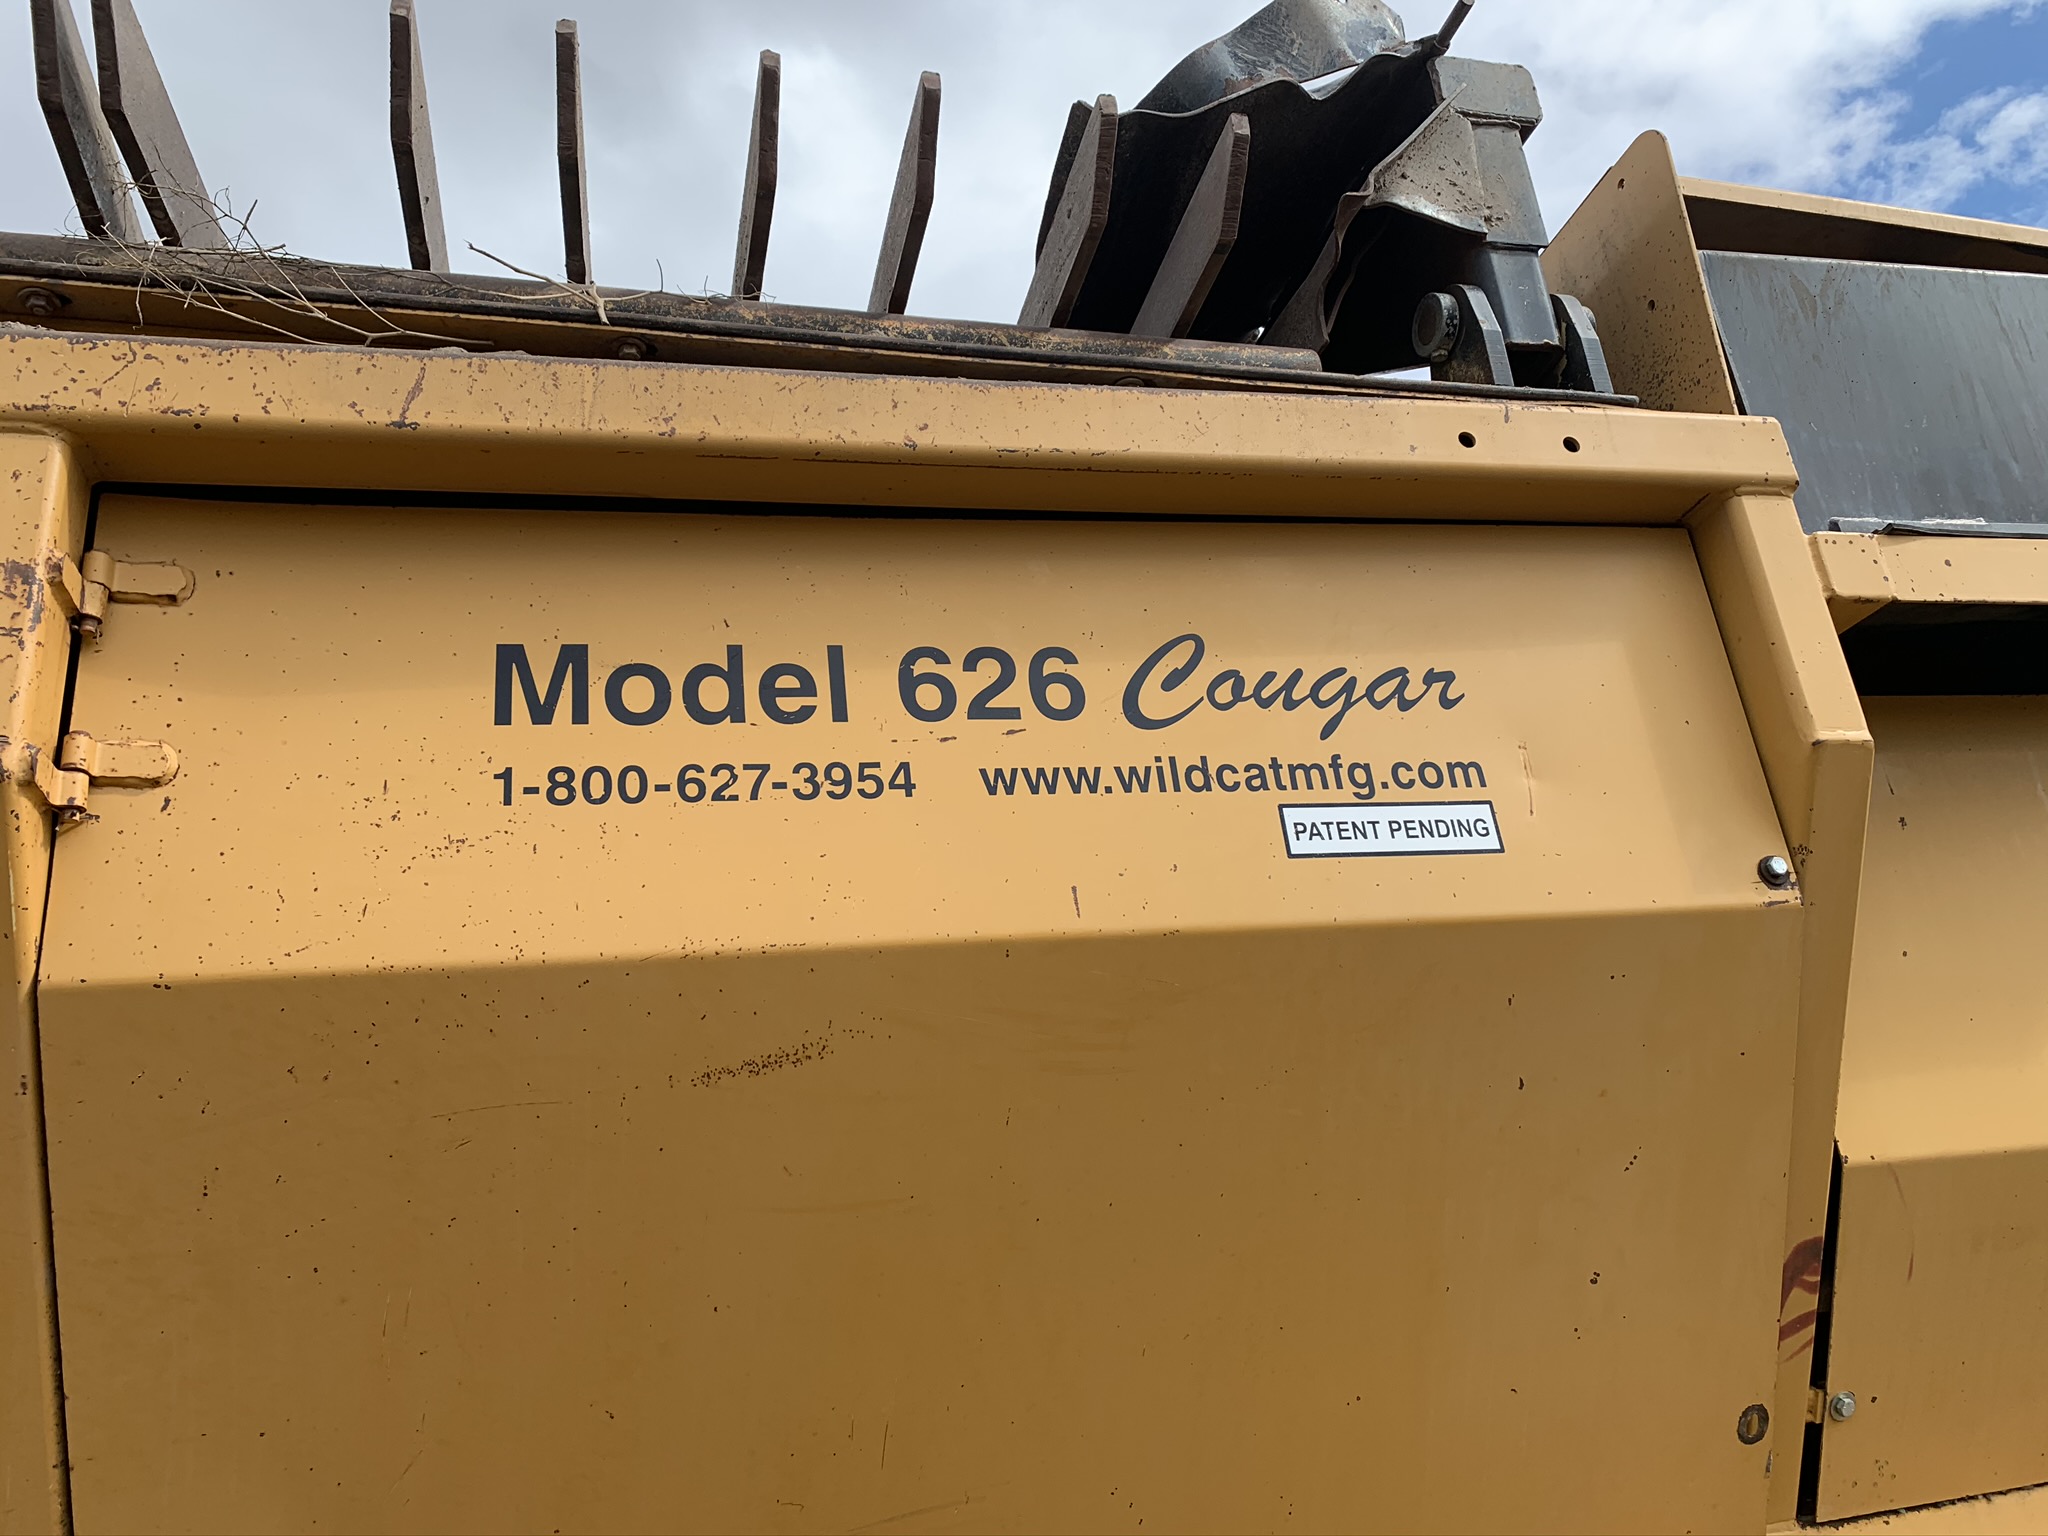 Model 626 Cougar
1-800-627-3954 www.wildcatmfg.com
PATENT PENDING